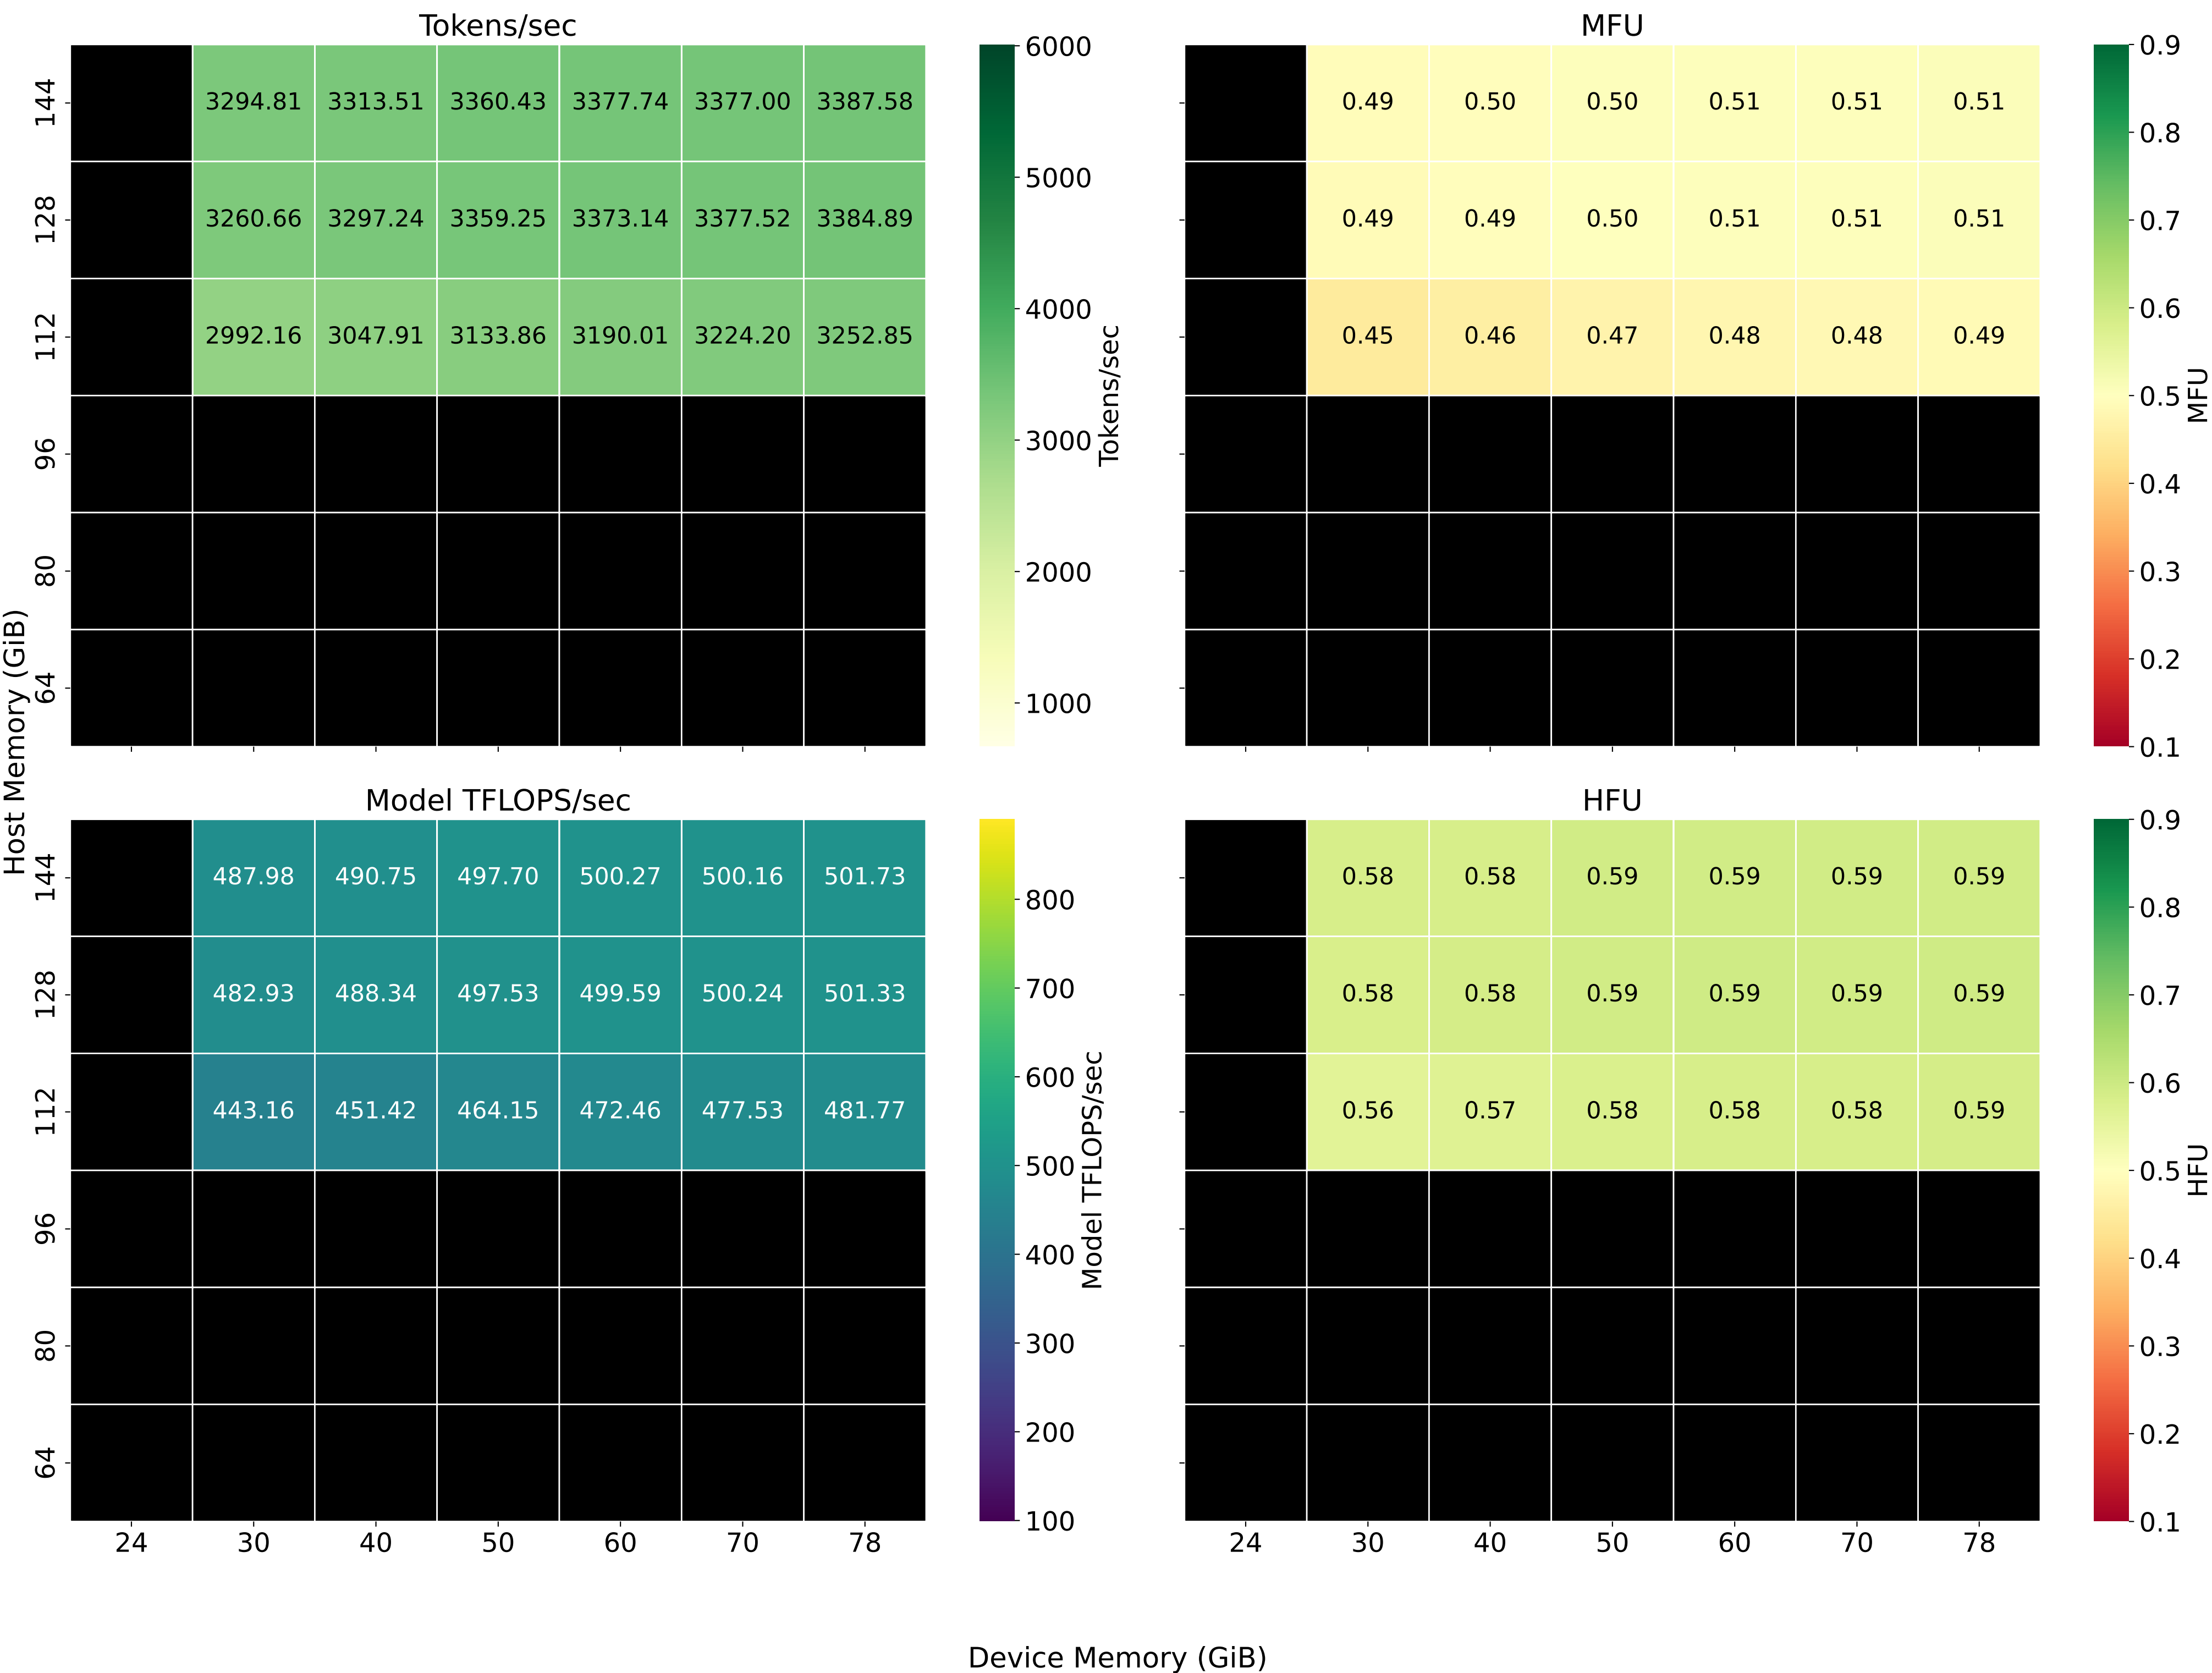 Tokens/sec
144 3294.81 3313.51 3360.43 3377.74 3377.00 3387.58
128 3260.66 3297.24 3359.25 3373.14 3377.52 3384.89
112 2992.16 3047.91 3133.86 3190.01 3224.20 3252.85
96
80
64
6000
5000
4000
3000
2000
1000
Tokens/sec
MFU
0.49 0.50 0.50 0.51 0.51 0.51
0.49 0.49 0.50 0.51 0.51 0.51
0.45 0.46 0.47 0.48 0.48 0.49
0.9
0.8
0.7
0.6
0.5
0.4
0.3
0.2
0.1
MFU
Host Memory (GiB)
Model TFLOPS/sec
144 487.98 490.75 497.70 500.27 500.16 501.73
128 482.93 488.34 497.53 499.59 500.24 501.33
112 443.16 451.42 464.15 472.46 477.53 481.77
96
80
64
24 30 40 50 60 70 78
800
700
600
500
400
300
200
100
Model TFLOPS/sec
HFU
0.58 0.58 0.59 0.59 0.59 0.59
0.58 0.58 0.59 0.59 0.59 0.59
0.56 0.57 0.58 0.58 0.58 0.59
24 30 40 50 60 70 78
0.9
0.8
0.7
0.6
0.5
0.4
0.3
0.2
0.1
HFU
Device Memory (GiB)